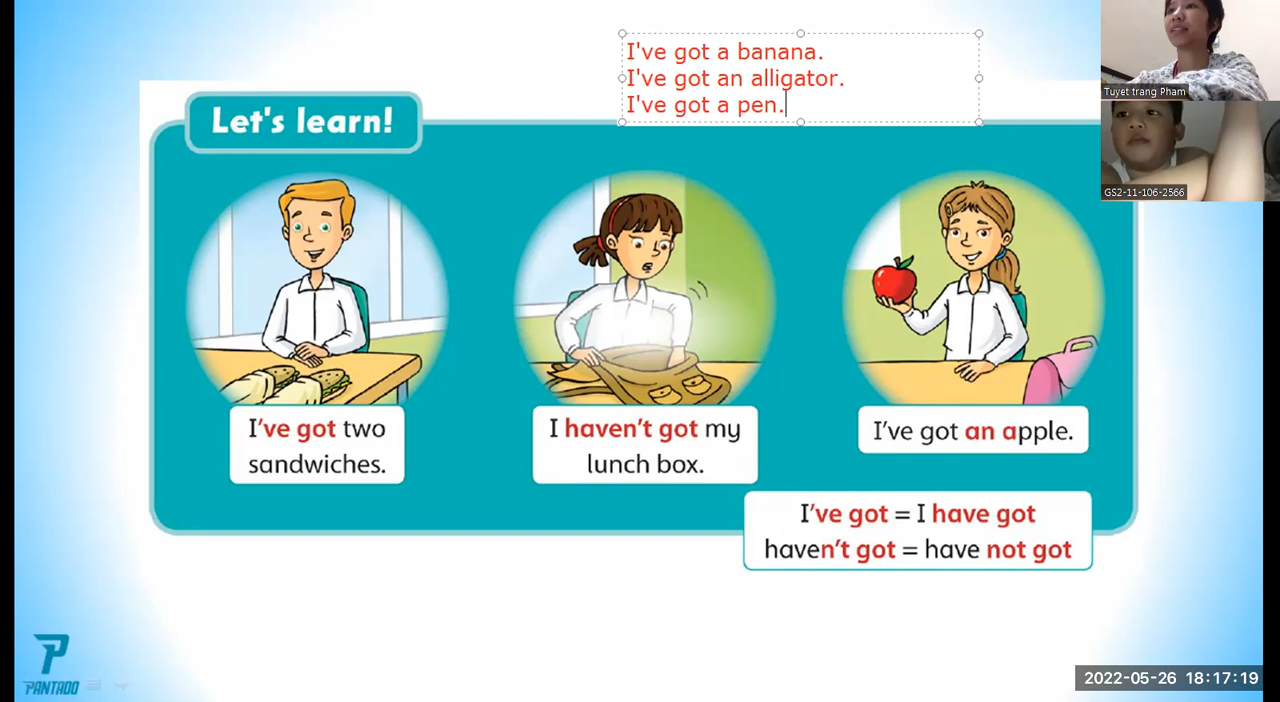 I've got a banana.
I've got an alligator.
I've got a pen.
Tuyet trang Pham
GS2-11-106-2566
Let's learn!
I've got two
sandwiches.
I haven't got my
lunch box.
I've got an apple.
I've got = I have got
haven't got = have not got
PANTADO
2022-05-26 18:17:19